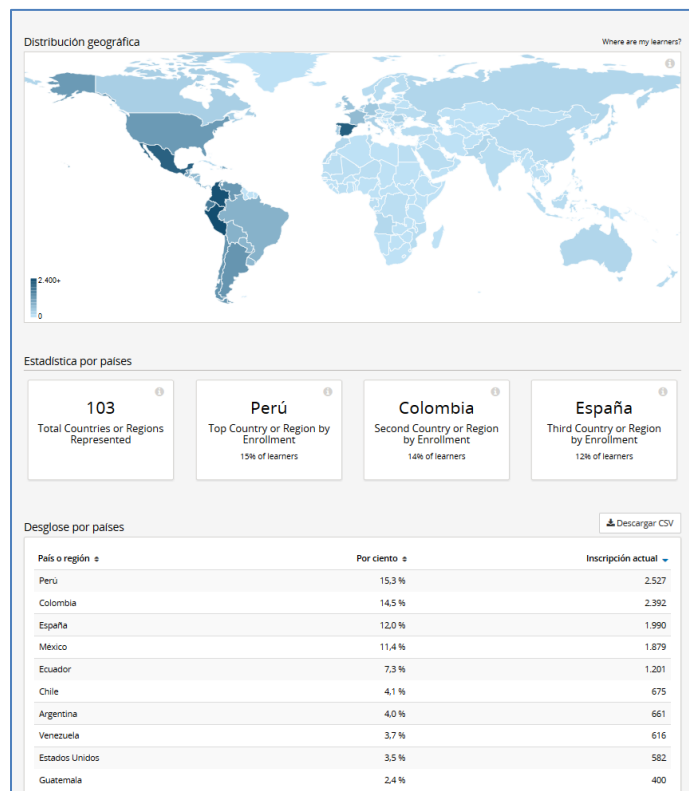 Distribución geográfica
Where are my learners?
2.400+
0
Estadística por países
103
Total Countries or Regions
Represented
Perú
Top Country or Region by
Enrollment
15% of learners
Colombia
Second Country or Region
by Enrollment
14% of learners
España
Third Country or Region
by Enrollment
12% of learners
Desglose por países
Descargar CSV
País o región Por ciento Inscripción actual
Perú 15,3 % 2.527
Colombia 14,5 % 2.392
España 12,0 % 1.990
México 11,4 % 1.879
Ecuador 7,3 % 1.201
Chile 4,1 % 675
Argentina 4,0 % 661
Venezuela 3,7 % 616
Estados Unidos 3,5 % 582
Guatemala 2,4 % 400